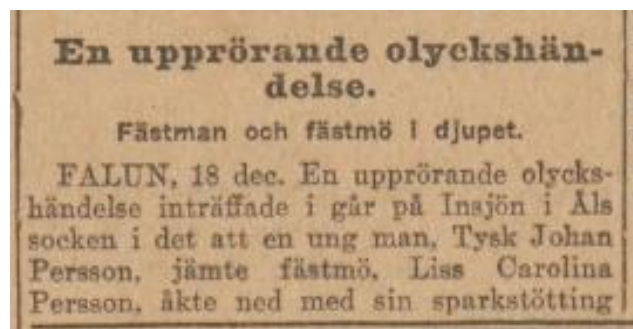 En upprörande olyckshän-
delse.
Fästman och fästmö i djupet.
FALUN, 18 dec. En upprörande olycks-
händelse inträffade i går på Insjön i Åls
socken i det att en ung man, Tysk Johan
Persson, jämte fästmö, Liss Carolina
Persson, åkte ned med sin sparkstötting